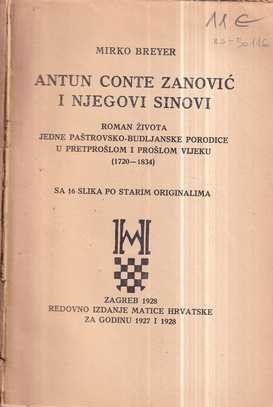 11 €
MIRKO BREYER
ANTUN CONTE ZANOVIĆ
I NJEGOVI SINOVI
ROMAN ŽIVOTA
JEDNE PAŠTROVSKO-BUDLJANSKE PORODICE
U PRETPROŠLOM I PROŠLOM VIJEKU
(1720—1834)
SA 16 SLIKA PO STARIM ORIGINALIMA
ZAGREB 1928
REDOVNO IZDANJE MATICE HRVATSKE
ZA GODINU 1927 I 1928